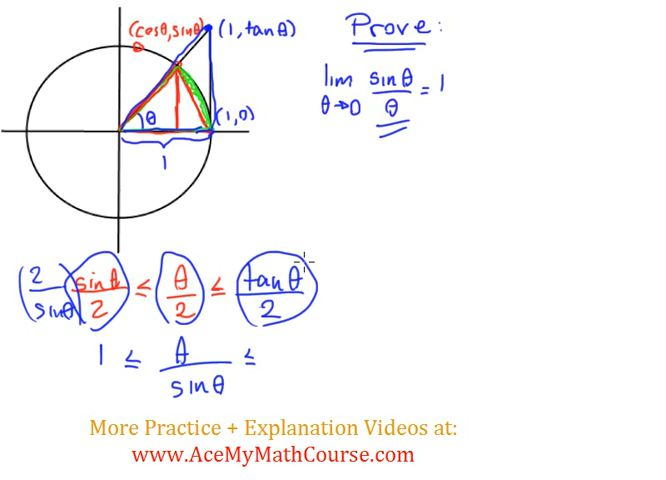 (cosθ, sinθ)
(1, tanθ)
θ
(1, 0)
1
Prove:
lim θ→0 sinθ/θ = 1
(2/sinθ) sinθ/2 ≤ θ/2 ≤ tanθ/2
1 ≤ θ/sinθ ≤
More Practice + Explanation Videos at:
www.AceMyMathCourse.com